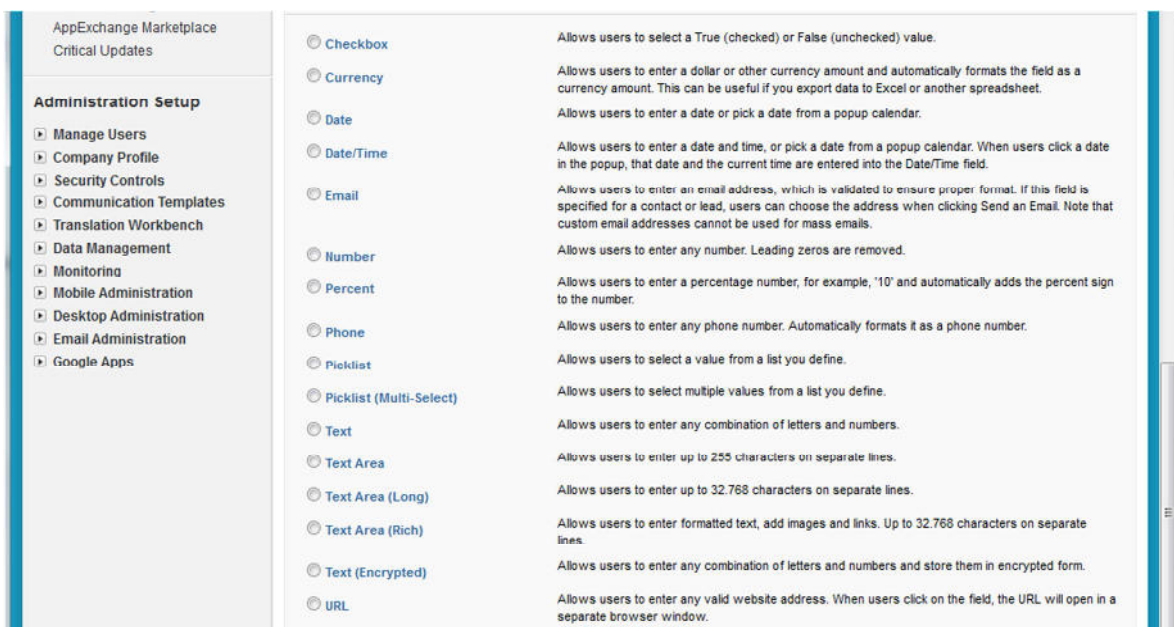 AppExchange Marketplace
Critical Updates
Administration Setup
Manage Users
Company Profile
Security Controls
Communication Templates
Translation Workbench
Data Management
Monitoring
Mobile Administration
Desktop Administration
Email Administration
Google Apps
Checkbox
Allows users to select a True (checked) or False (unchecked) value.
Currency
Allows users to enter a dollar or other currency amount and automatically formats the field as a
currency amount. This can be useful if you export data to Excel or another spreadsheet.
Date
Allows users to enter a date or pick a date from a popup calendar.
Date/Time
Allows users to enter a date and time, or pick a date from a popup calendar. When users click a date
in the popup, that date and the current time are entered into the Date/Time field.
Email
Allows users to enter an email address, which is validated to ensure proper format. If this field is
specified for a contact or lead, users can choose the address when clicking Send an Email. Note that
custom email addresses cannot be used for mass emails.
Number
Allows users to enter any number. Leading zeros are removed.
Percent
Allows users to enter a percentage number, for example, '10' and automatically adds the percent sign
to the number.
Phone
Allows users to enter any phone number. Automatically formats it as a phone number.
Picklist
Allows users to select a value from a list you define.
Picklist (Multi-Select)
Allows users to select multiple values from a list you define.
Text
Allows users to enter any combination of letters and numbers.
Text Area
Allows users to enter up to 255 characters on separate lines.
Text Area (Long)
Allows users to enter up to 32.768 characters on separate lines.
Text Area (Rich)
Allows users to enter formatted text, add images and links. Up to 32.768 characters on separate
lines.
Text (Encrypted)
Allows users to enter any combination of letters and numbers and store them in encrypted form.
URL
Allows users to enter any valid website address. When users click on the field, the URL will open in a
separate browser window.